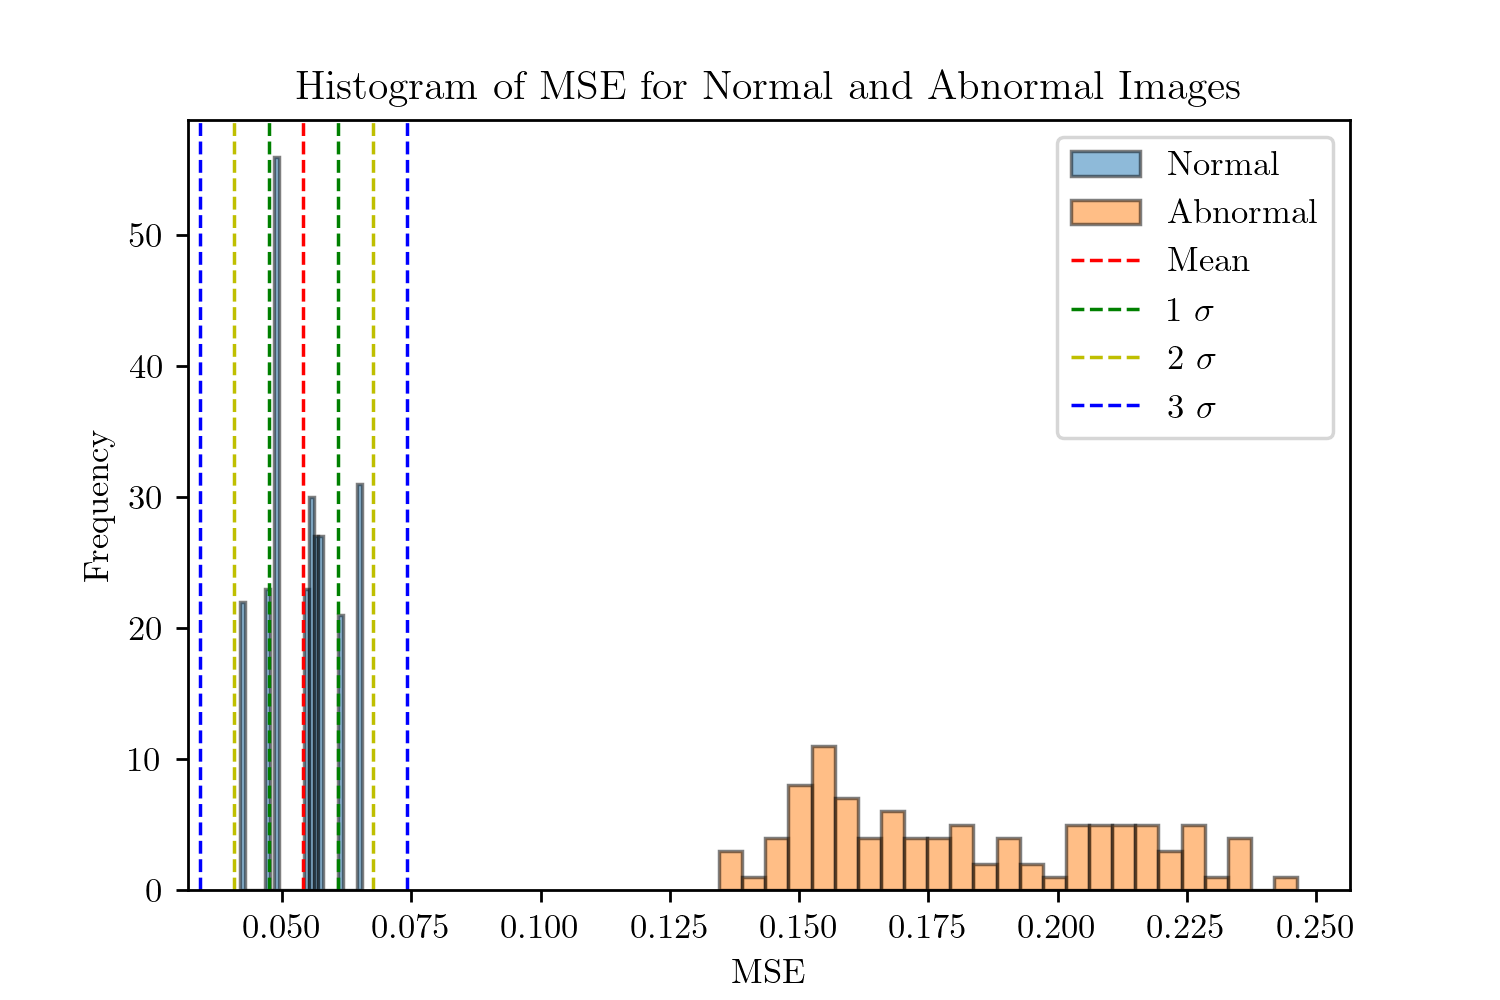 Histogram of MSE for Normal and Abnormal Images
Normal
Abnormal
Mean
1 σ
2 σ
3 σ
Frequency
50
40
30
20
10
0
0.050 0.075 0.100 0.125 0.150 0.175 0.200 0.225 0.250
MSE